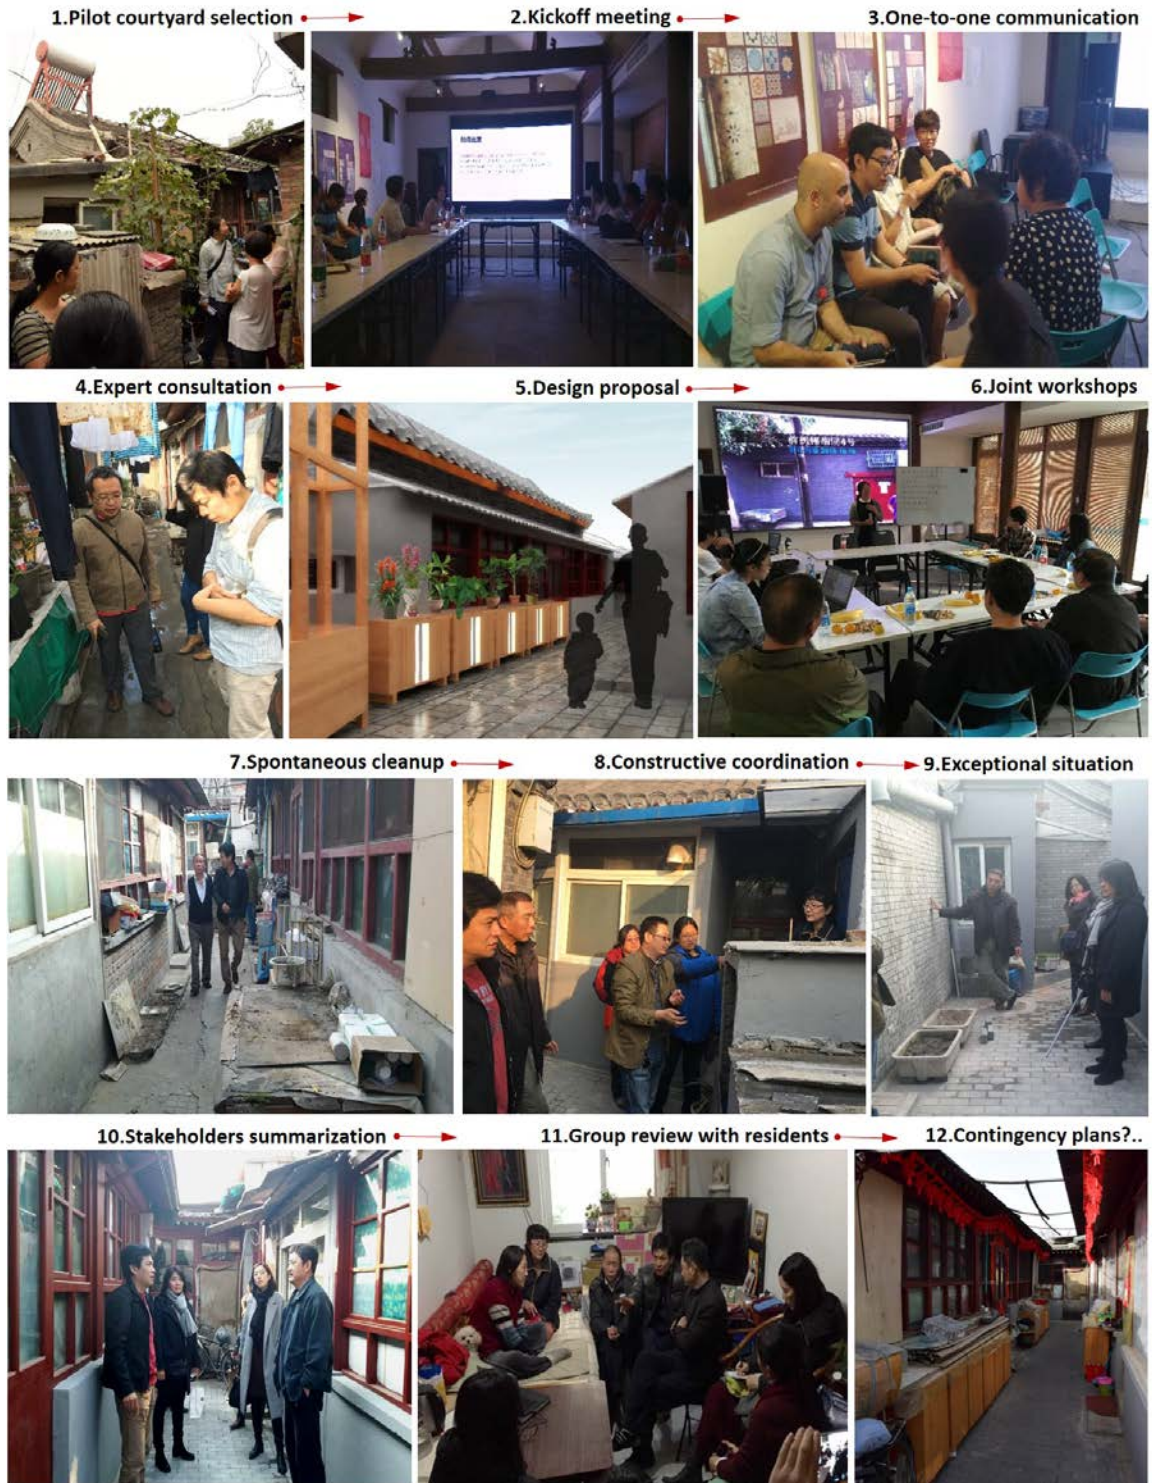 1.Pilot courtyard selection
2.Kickoff meeting
3.One-to-one communication
4.Expert consultation
5.Design proposal
6.Joint workshops
7.Spontaneous cleanup
8.Constructive coordination
9.Exceptional situation
10.Stakeholders summarization
11.Group review with residents
12.Contingency plans?..